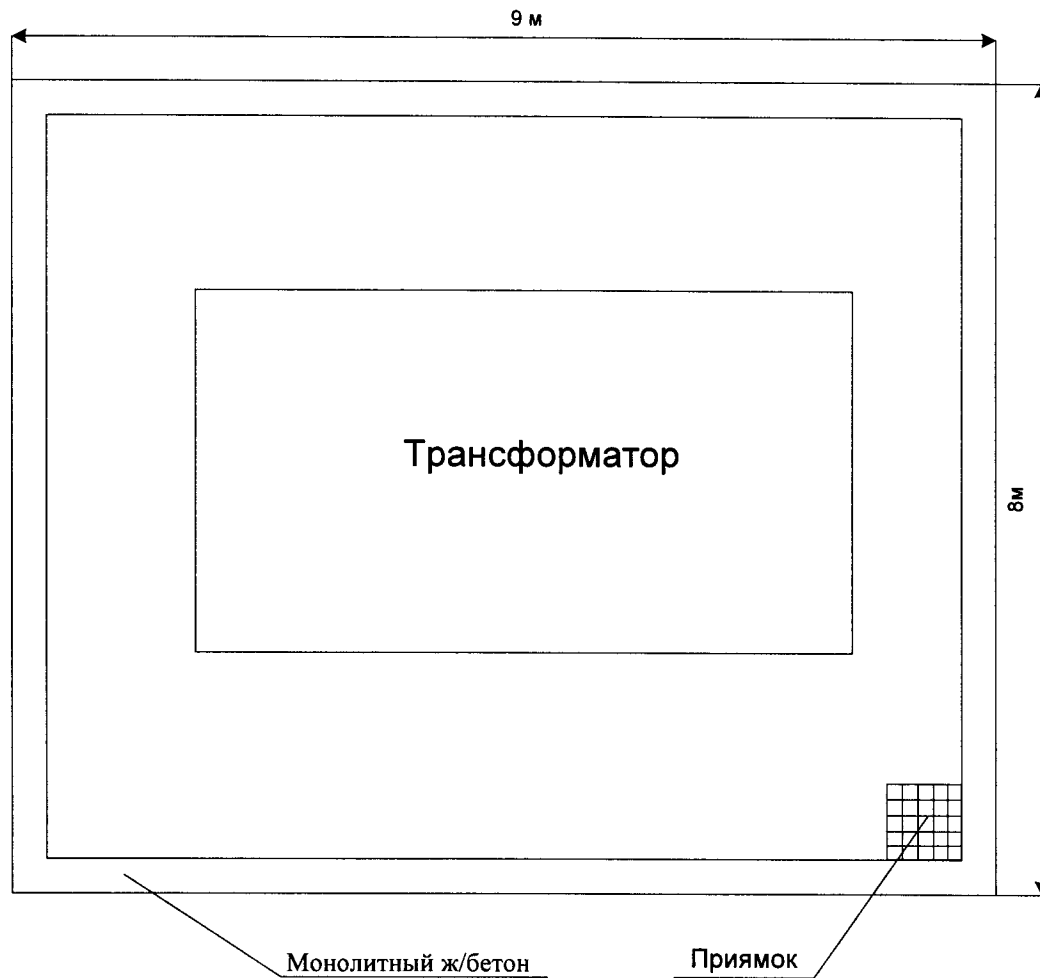 9 м
Трансформатор
8м
Монолитный ж/бетон
Приямок